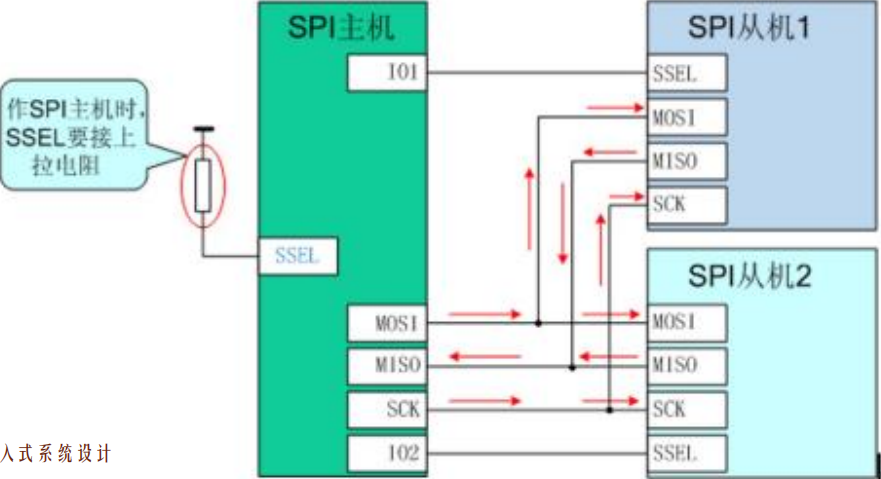 SPI主机
SPI从机1
IO1
SSEL
作SPI主机时,
SSEL要接上
拉电阻
MOSI
MISO
SCK
SSEL
SPI从机2
MOSI
MOSI
MISO
MISO
SCK
SCK
IO2
SSEL
人式系统设计